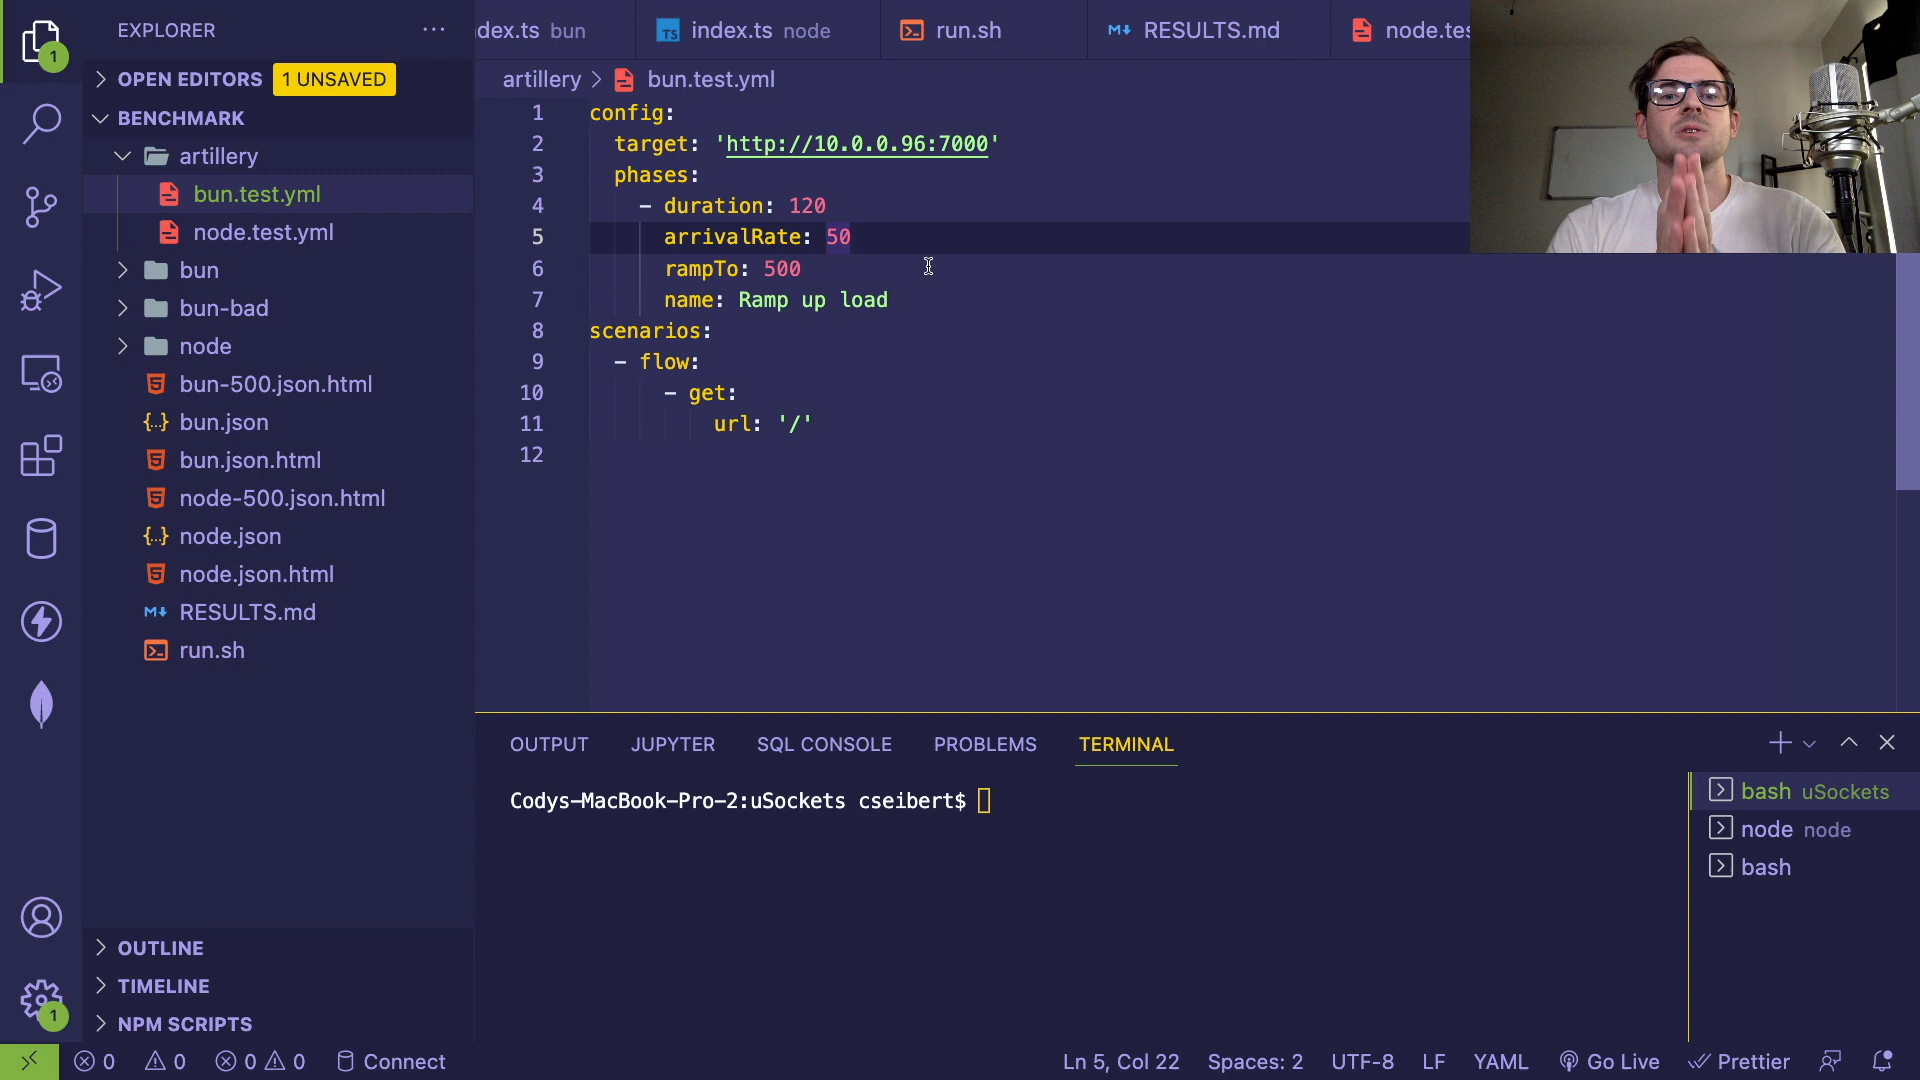 EXPLORER
OPEN EDITORS
1 UNSAVED
BENCHMARK
artillery
bun.test.yml
node.test.yml
bun
bun-bad
node
bun-500.json.html
bun.json
bun.json.html
node-500.json.html
node.json
node.json.html
RESULTS.md
run.sh
OUTLINE
TIMELINE
NPM SCRIPTS
dex.ts bun
index.ts node
run.sh
RESULTS.md
node.tes
artillery > bun.test.yml
1 config:
2 target: 'http://10.0.0.96:7000'
3 phases:
4 - duration: 120
5 arrivalRate: 50
6 rampTo: 500
7 name: Ramp up load
8 scenarios:
9 - flow:
10 - get:
11 url: '/'
12
OUTPUT JUPYTER SQL CONSOLE PROBLEMS TERMINAL
Codys-MacBook-Pro-2:uSockets cseibert$
bash uSockets
node node
bash
1
1
0 0 0 0 Connect
Ln 5, Col 22 Spaces: 2 UTF-8 LF YAML Go Live Prettier